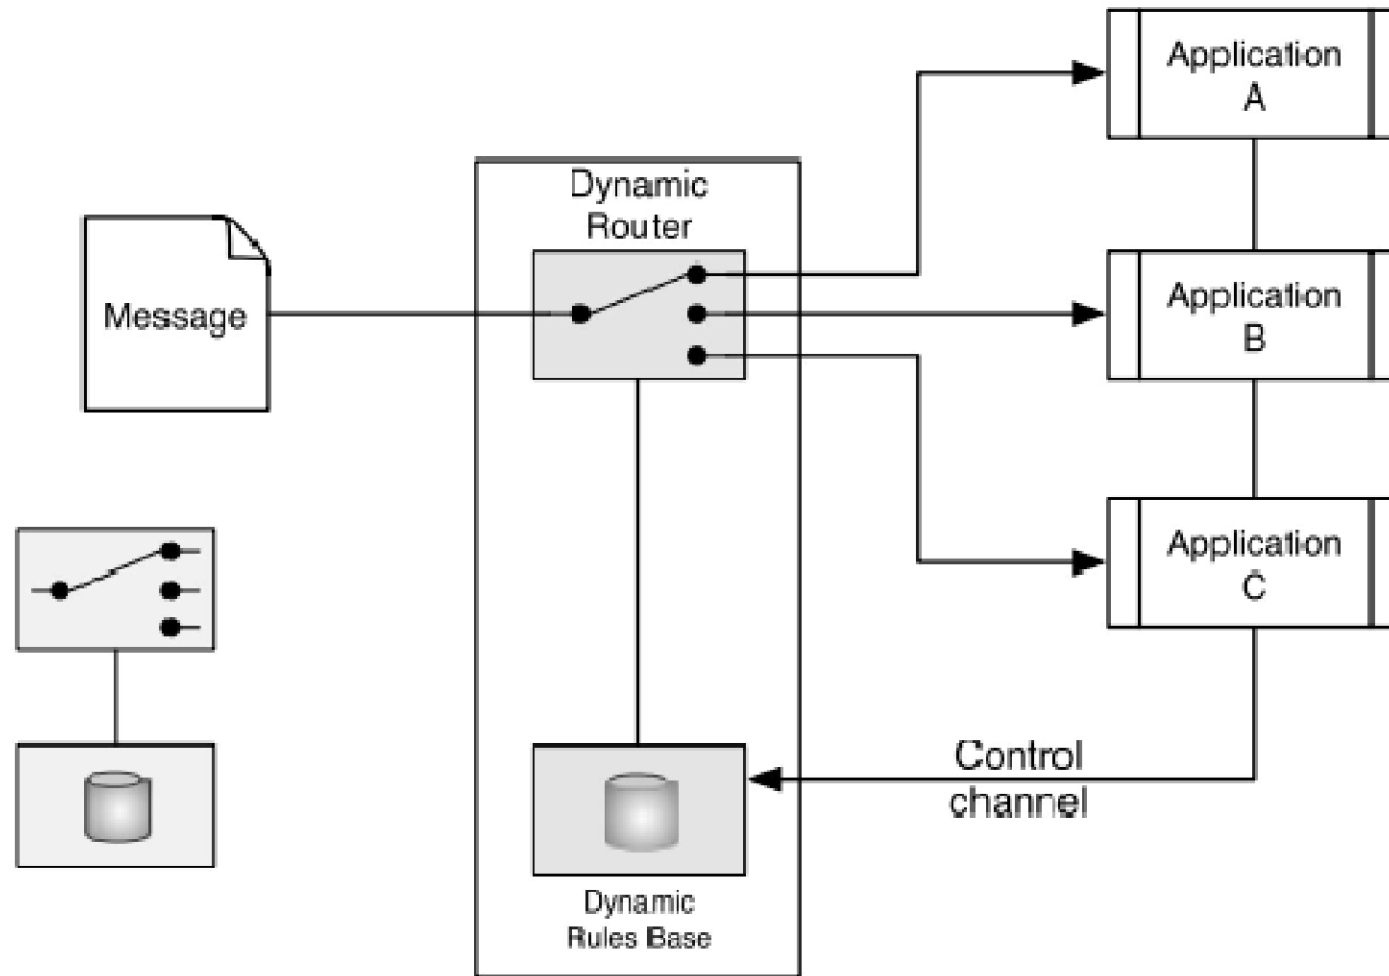 Application
A
Dynamic
Router
Message
Application
B
Application
C
Control
channel
Dynamic
Rules Base